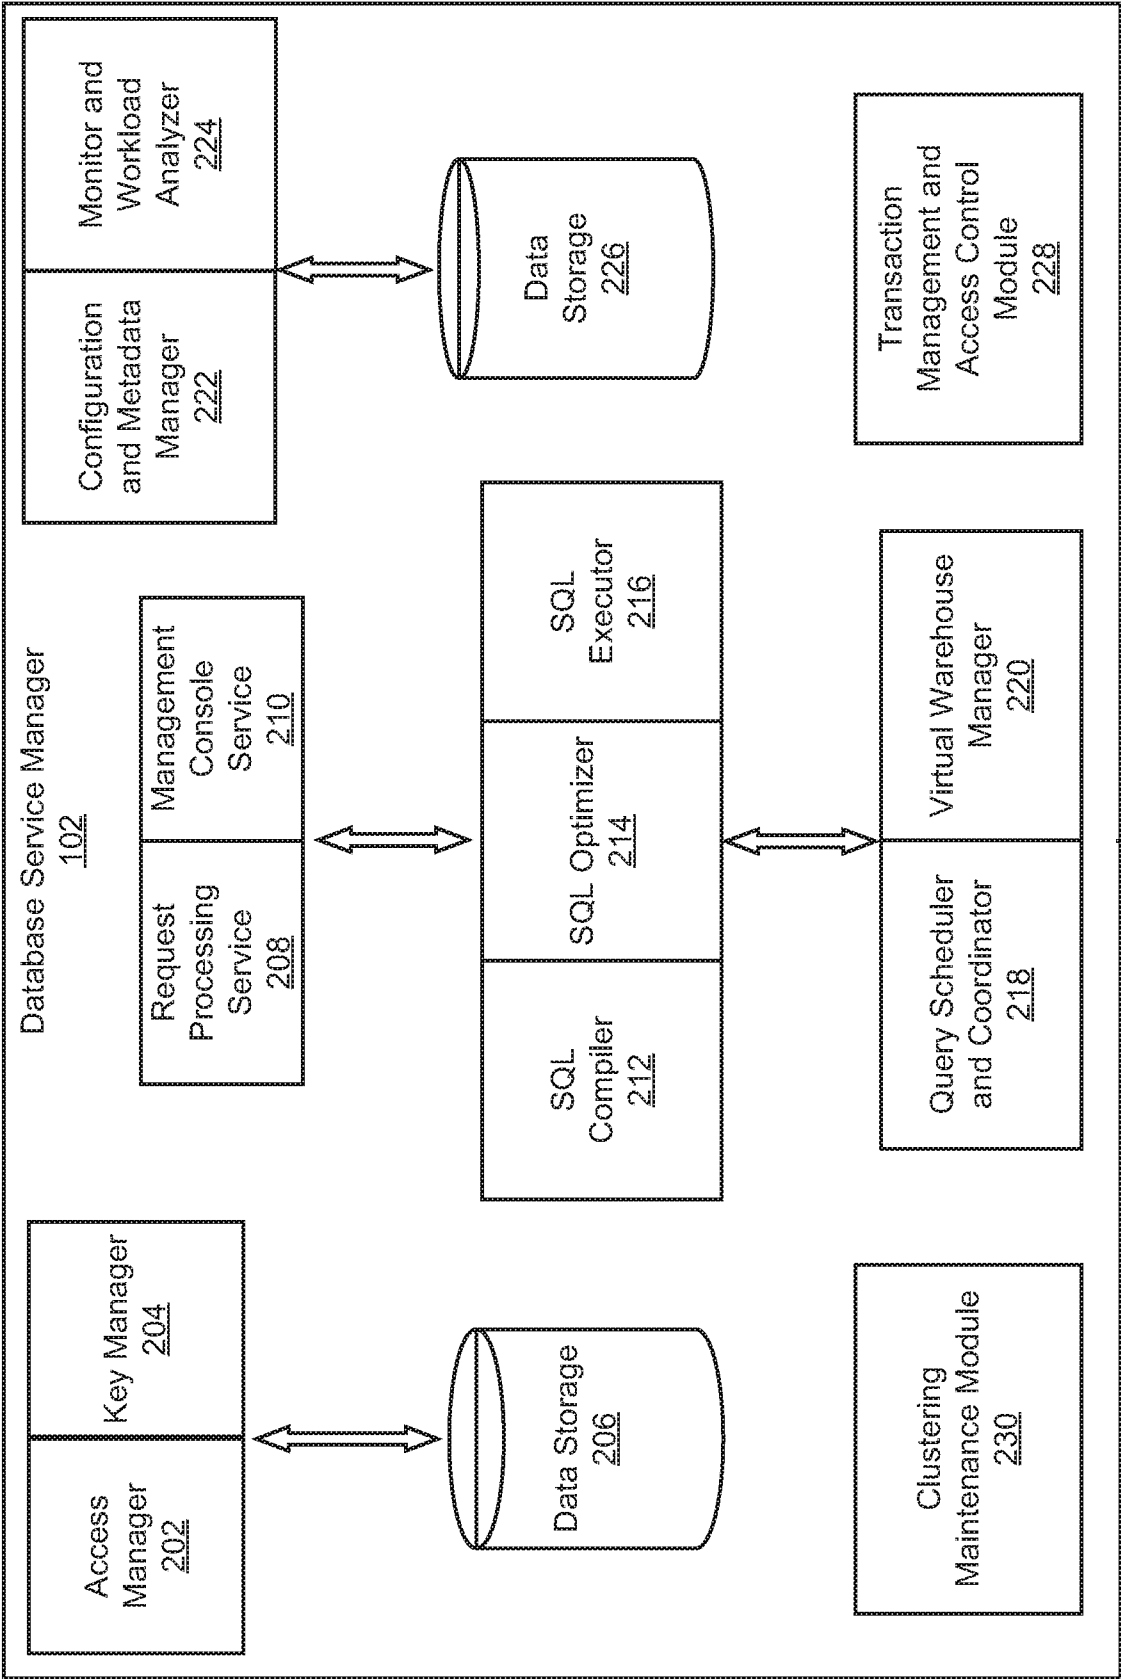 Database Service Manager
102
Access
Manager
202
Key Manager
204
Request
Processing
Service
208
Management
Console
Service
210
Configuration
and Metadata
Manager
222
Monitor and
Workload
Analyzer
224
Data Storage
206
SQL
Compiler
212
SQL Optimizer
214
SQL
Executor
216
Data
Storage
226
Clustering
Maintenance Module
230
Query Scheduler
and Coordinator
218
Virtual Warehouse
Manager
220
Transaction
Management and
Access Control
Module
228